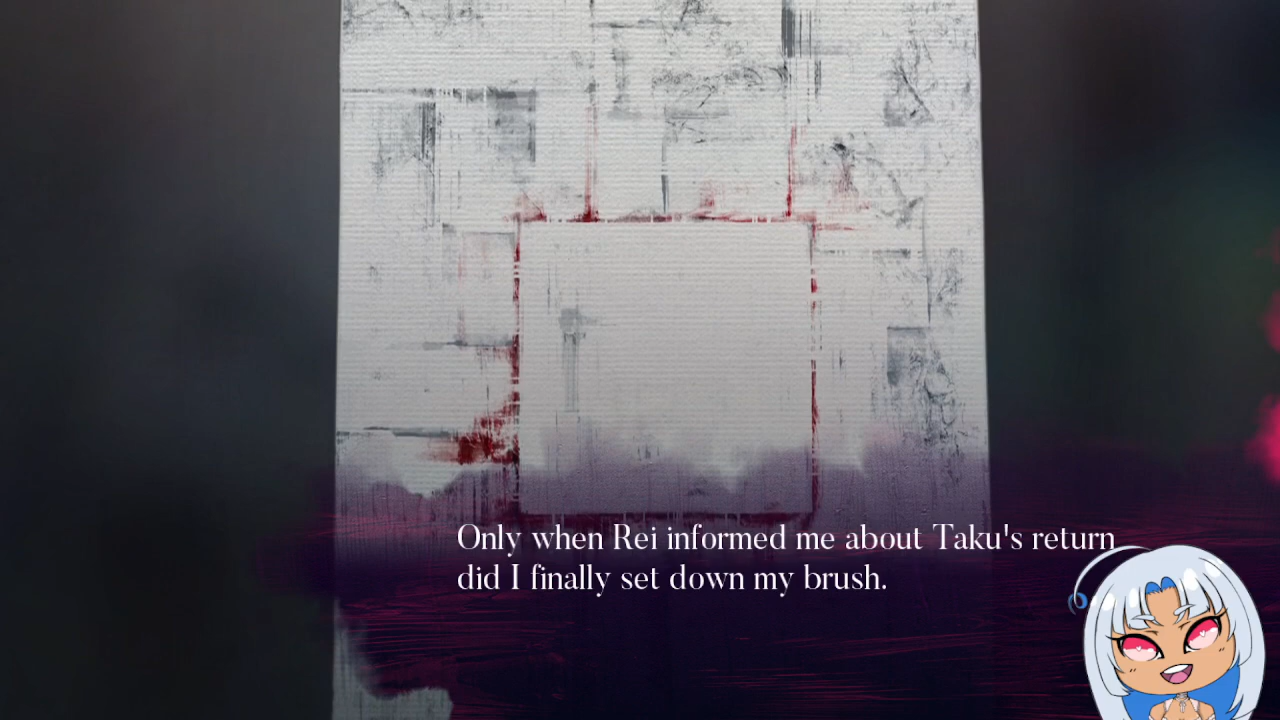 Only when Rei informed me about Taku's return
did I finally set down my brush.